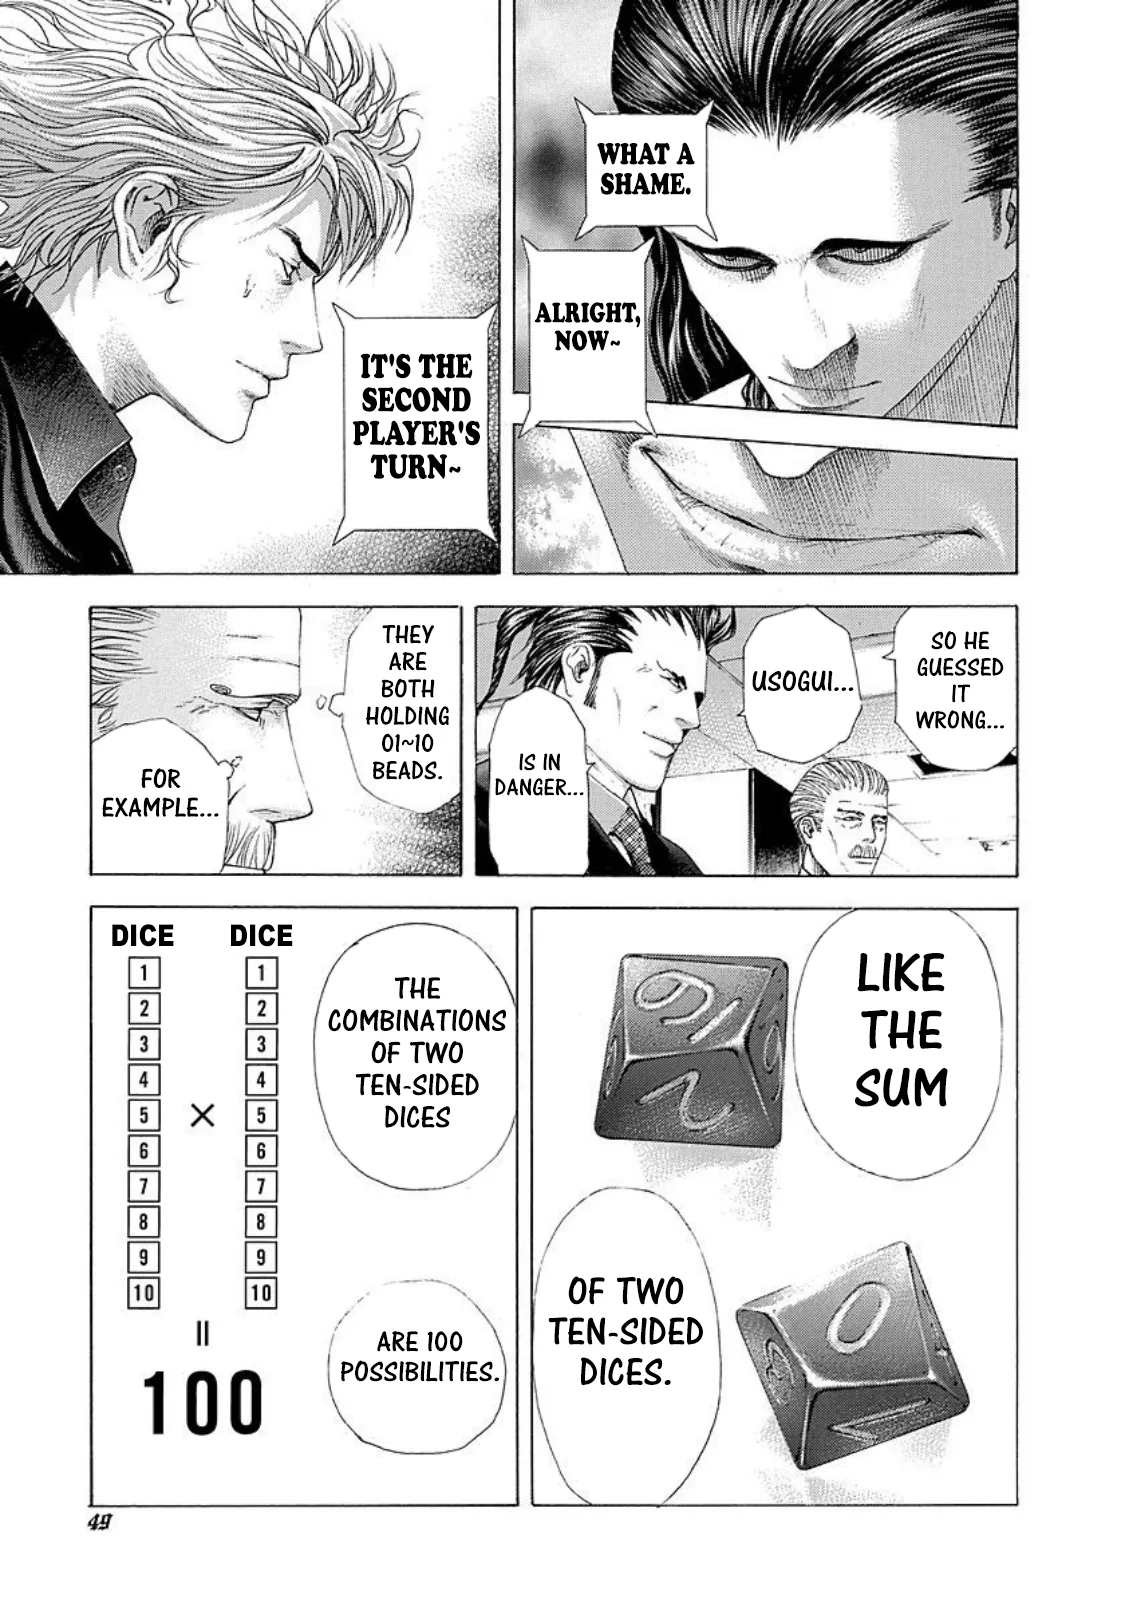 WHAT A
SHAME.
ALRIGHT,
NOW~
IT'S THE
SECOND
PLAYER'S
TURN~
SO HE
GUESSED
IT
WRONG...
USOGUI...
IS IN
DANGER...
THEY
ARE
BOTH
HOLDING
01~10
BEADS.
FOR
EXAMPLE...
LIKE
THE
SUM
OF TWO
TEN-SIDED
DICES.
0
THE
COMBINATIONS
OF TWO
TEN-SIDED
DICES
ARE 100
POSSIBILITIES.
DICE DICE
1 1
2 2
3 3
4 4
5 × 5
6 6
7 7
8 8
9 9
10 10
=
100
49